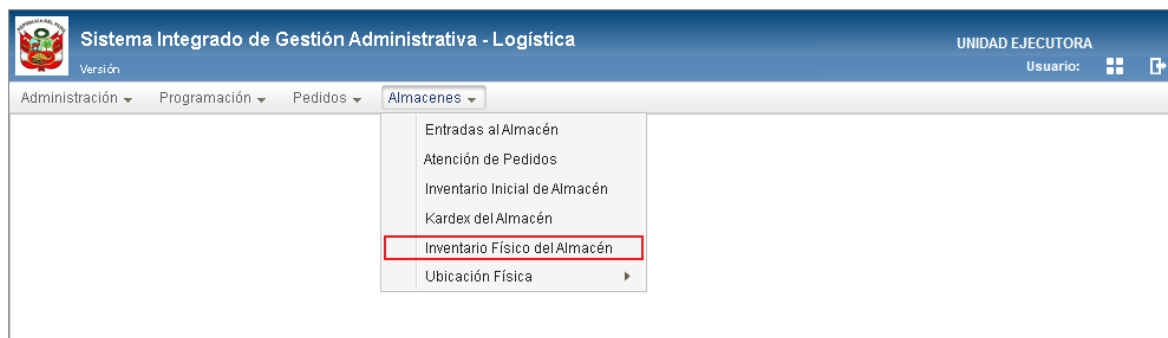 Sistema Integrado de Gestión Administrativa - Logística
UNIDAD EJECUTORA
Versión
Usuario:
Administración Programación Pedidos Almacenes
Entradas al Almacén
Atención de Pedidos
Inventario Inicial de Almacén
Kardex del Almacén
Inventario Físico del Almacén
Ubicación Física